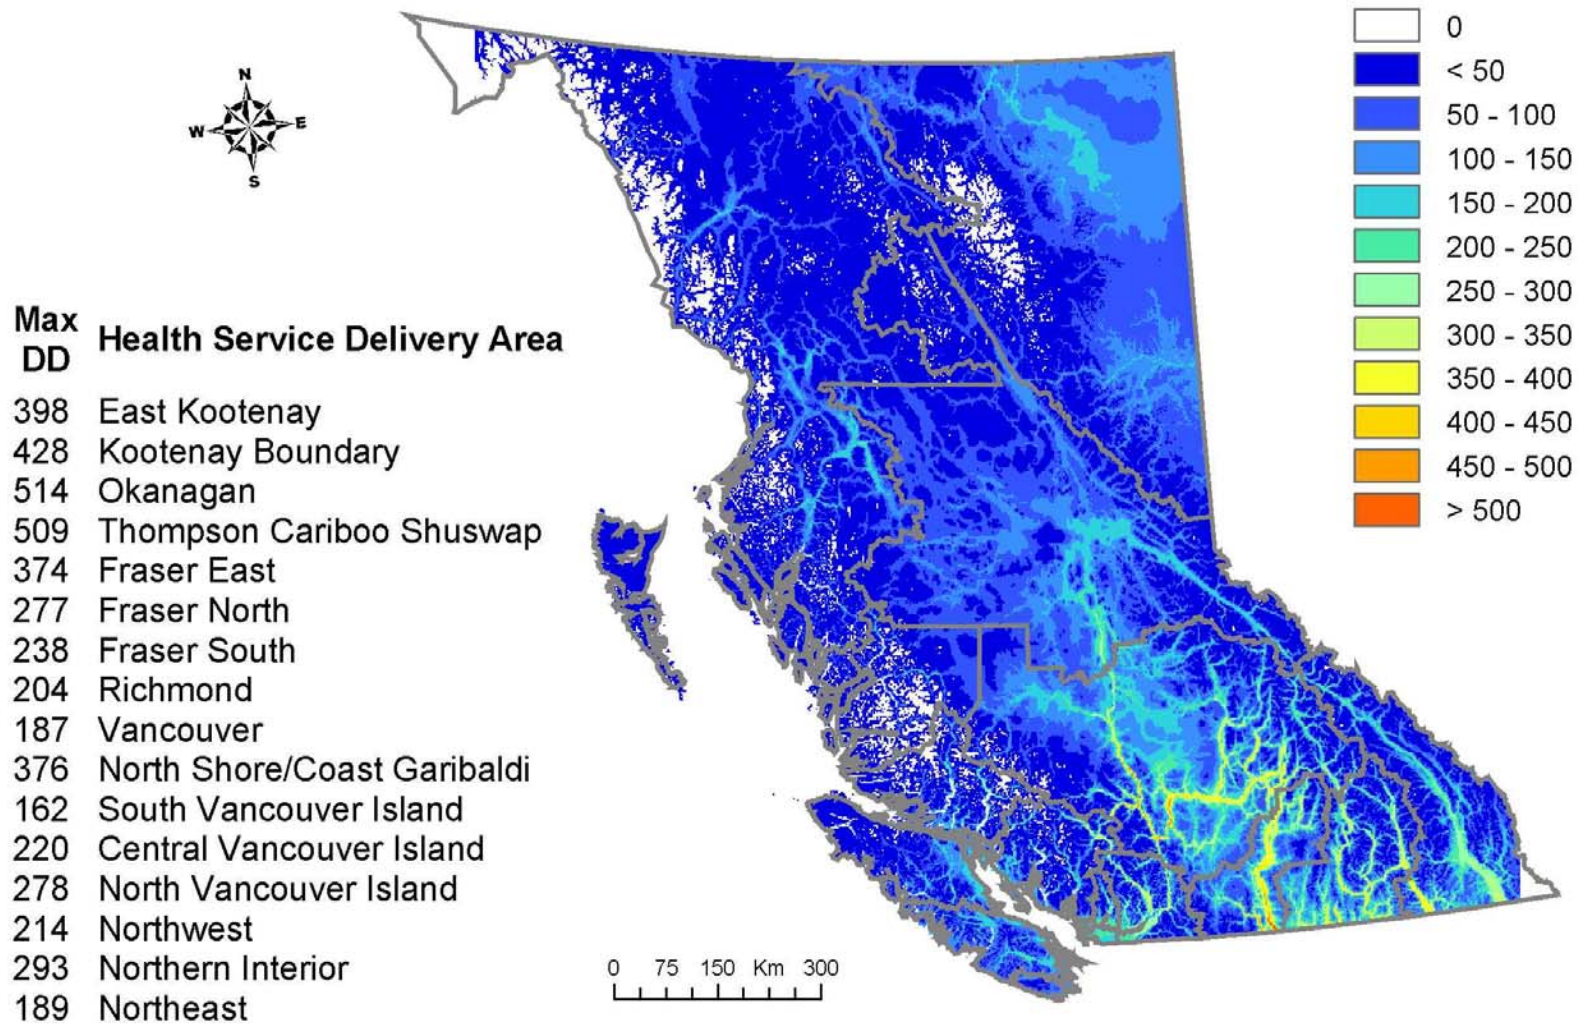 N
W E
S
Max
DD Health Service Delivery Area
398 East Kootenay
428 Kootenay Boundary
514 Okanagan
509 Thompson Cariboo Shuswap
374 Fraser East
277 Fraser North
238 Fraser South
204 Richmond
187 Vancouver
376 North Shore/Coast Garibaldi
162 South Vancouver Island
220 Central Vancouver Island
278 North Vancouver Island
214 Northwest
293 Northern Interior
189 Northeast
0 75 150 Km 300
0
< 50
50 - 100
100 - 150
150 - 200
200 - 250
250 - 300
300 - 350
350 - 400
400 - 450
450 - 500
> 500